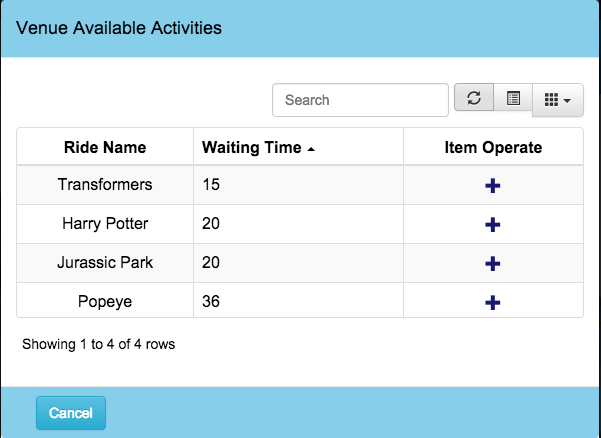 Venue Available Activities
Search
Ride Name Waiting Time Item Operate
Transformers 15
Harry Potter 20
Jurassic Park 20
Popeye 36
Showing 1 to 4 of 4 rows
Cancel